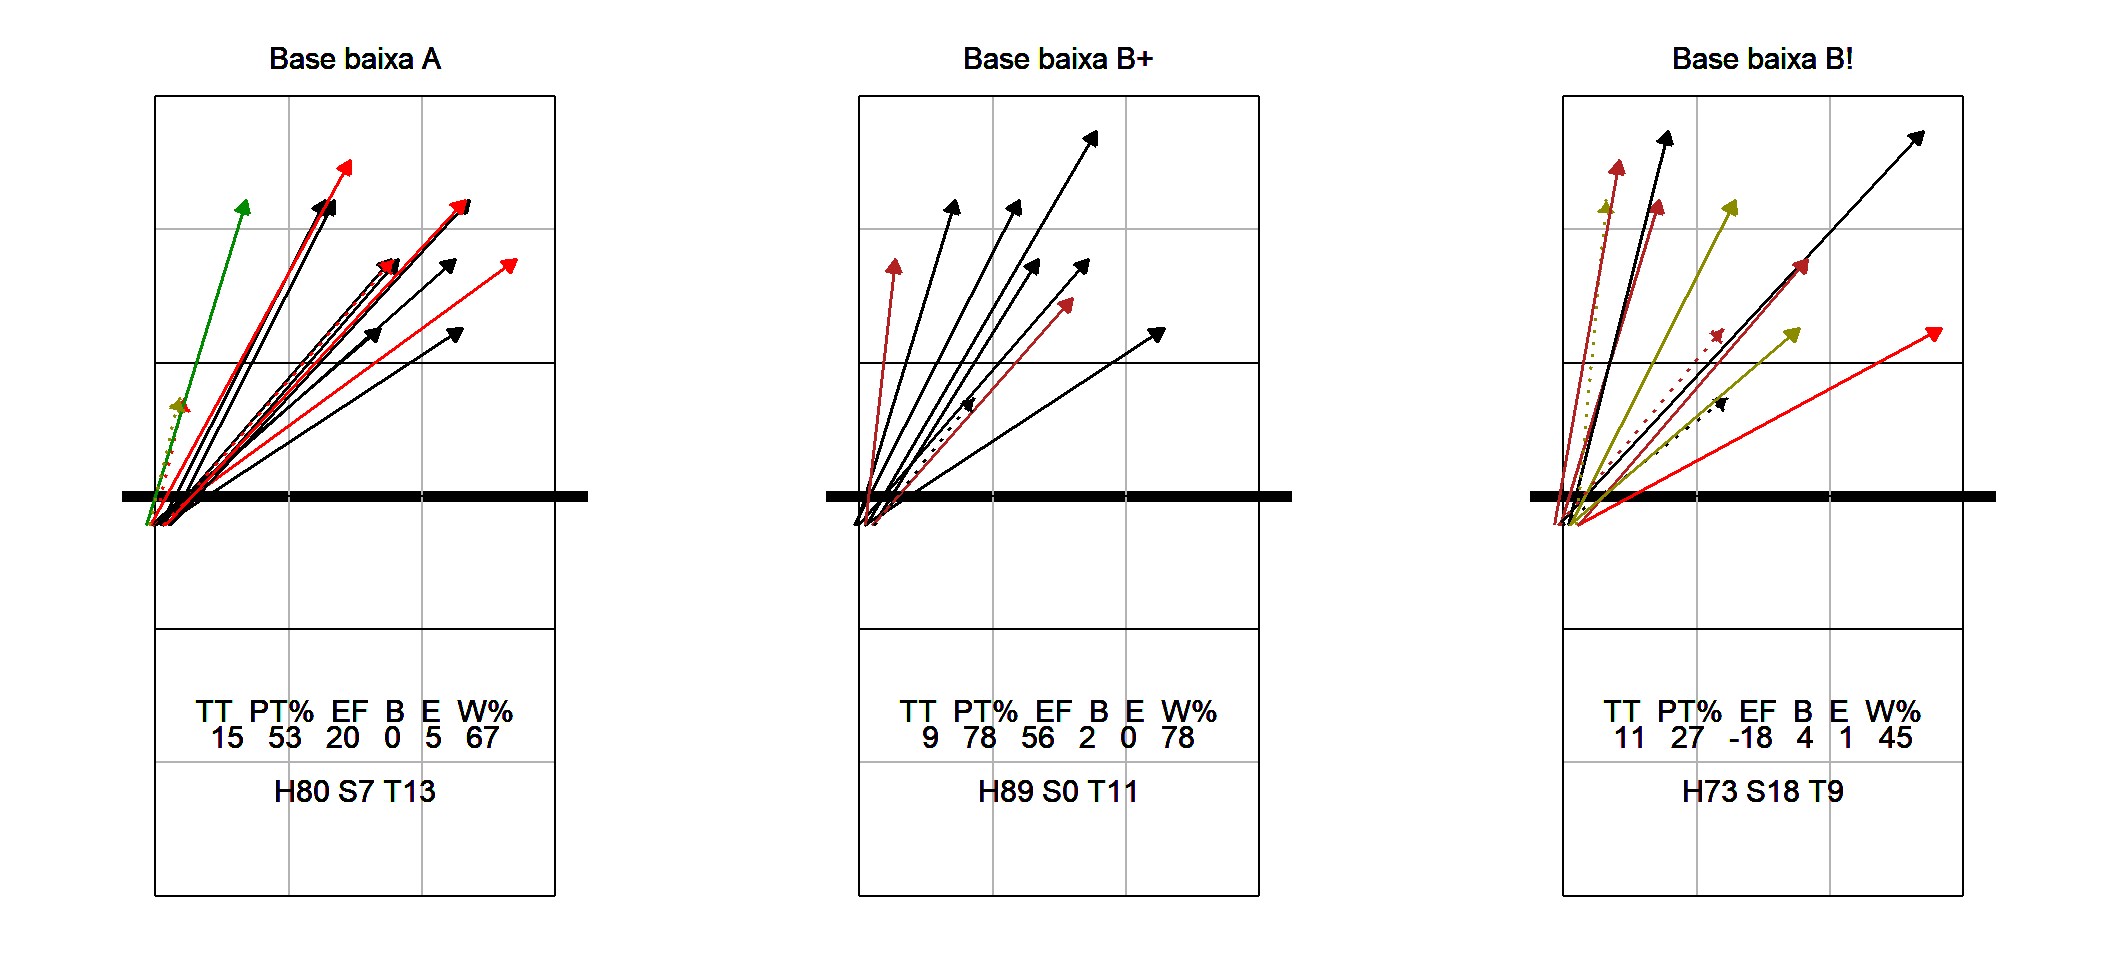 Base baixa A
TT PT% EF B E W%
15 53 20 0 5 67
H80 S7 T13
Base baixa B+
TT PT% EF B E W%
9 78 56 2 0 78
H89 S0 T11
Base baixa B!
TT PT% EF B E W%
11 27 -18 4 1 45
H73 S18 T9